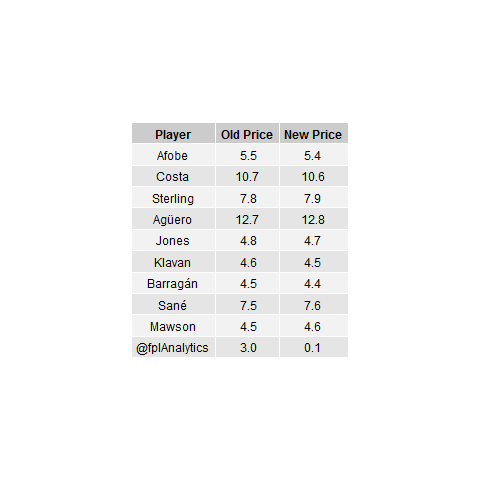 Player Old Price New Price
Afobe 5.5 5.4
Costa 10.7 10.6
Sterling 7.8 7.9
Agüero 12.7 12.8
Jones 4.8 4.7
Klavan 4.6 4.5
Barragán 4.5 4.4
Sané 7.5 7.6
Mawson 4.5 4.6
@fplAnalytics 3.0 0.1